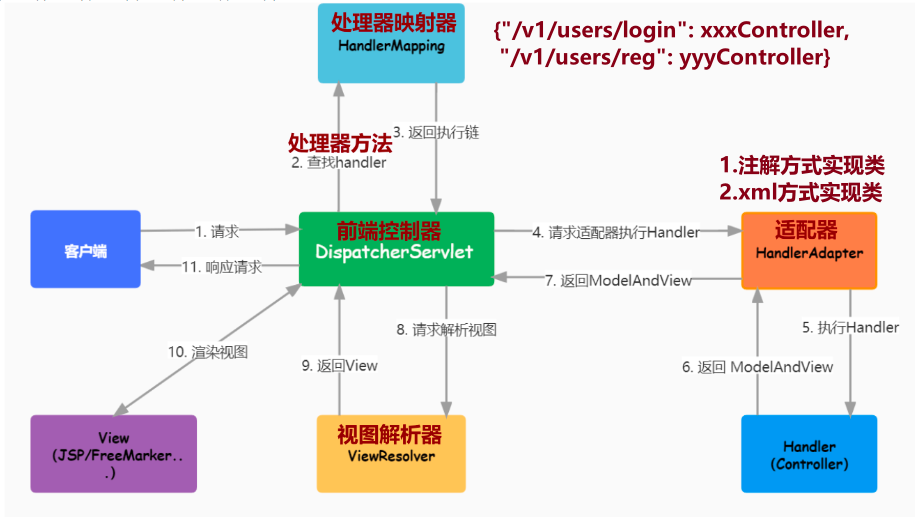 处理器映射器
HandlerMapping
{"/v1/users/login": xxxController,
"/v1/users/reg": yyyController}
处理器方法
2. 查找handler
3. 返回执行链
1.注解方式实现类
2.xml方式实现类
客户端
1. 请求
11. 响应请求
前端控制器
DispatcherServlet
4. 请求适配器执行Handler
7. 返回ModelAndView
适配器
HandlerAdapter
10. 渲染视图
9. 返回View
8. 请求解析视图
6. 返回 ModelAndView
5. 执行Handler
View
(JSP/FreeMarker..
.)
视图解析器
ViewResolver
Handler
(Controller)